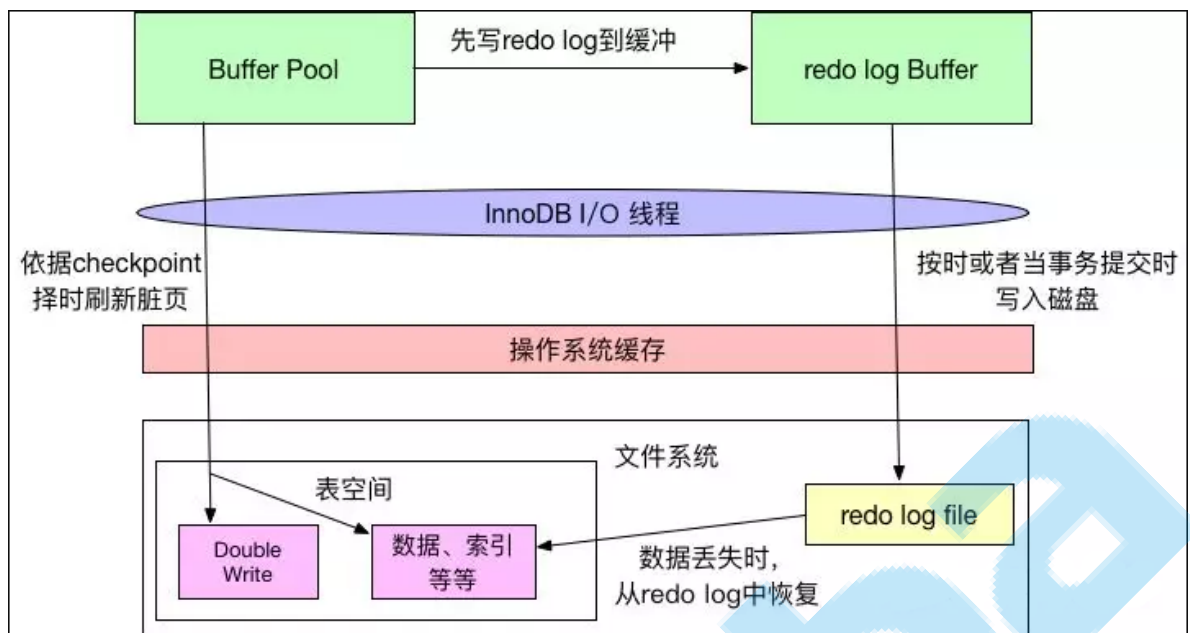 先写redo log到缓冲
Buffer Pool
redo log Buffer
InnoDB I/O 线程
依据checkpoint
择时刷新脏页
按时或者当事务提交时
写入磁盘
操作系统缓存
文件系统
表空间
redo log file
Double
Write
数据、索引
等等
数据丢失时，
从redo log中恢复